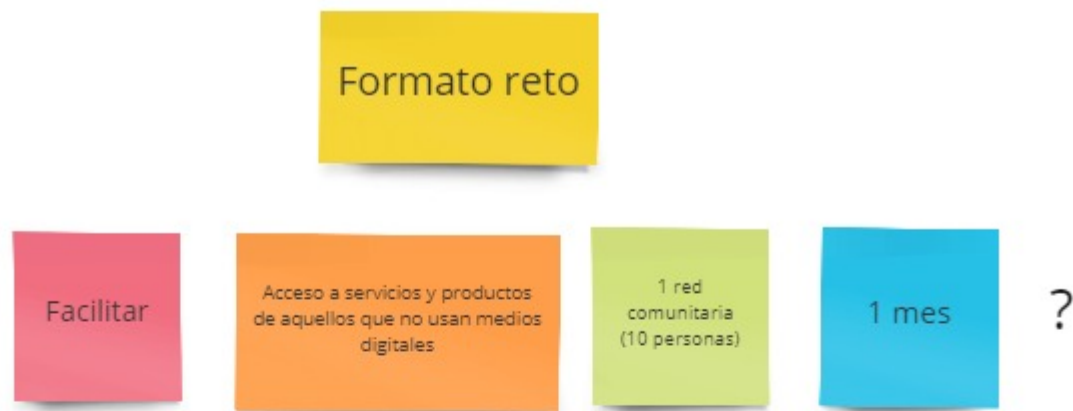 Formato reto
Facilitar
Acceso a servicios y productos
de aquellos que no usan medios
digitales
1 red
comunitaria
(10 personas)
1 mes
?